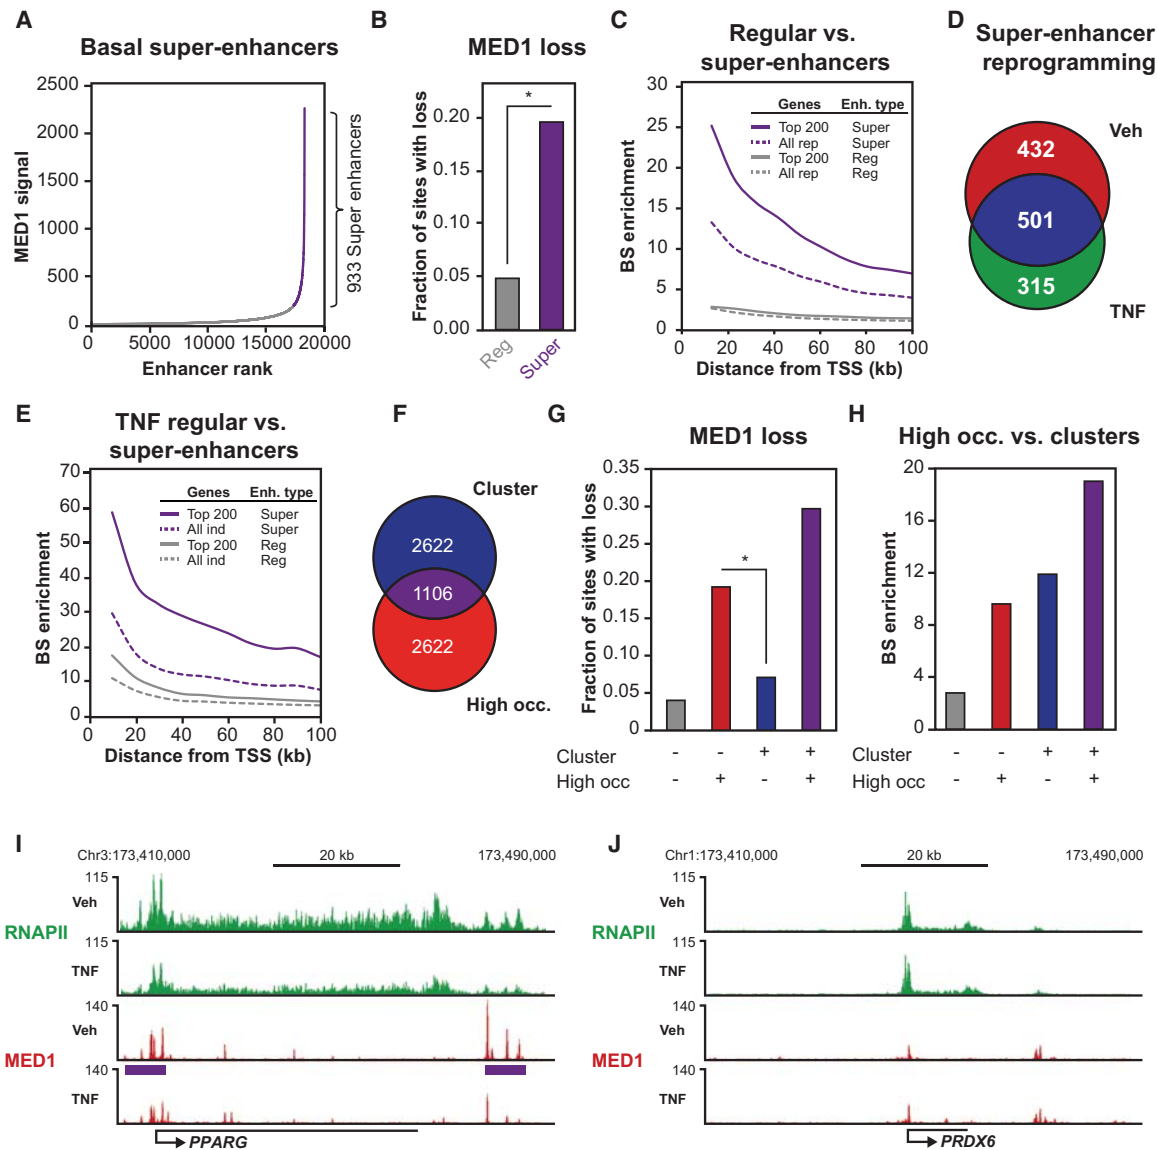 A
Basal super-enhancers
MED1 signal
2500
2000
1500
1000
500
0
0
5000
10000
15000
20000
Enhancer rank
933 Super enhancers
B
MED1 loss
Fraction of sites with loss
0.20
0.15
0.10
0.05
0.00
*
Reg
Super
C
Regular vs.
super-enhancers
BS enrichment
30
25
20
15
10
5
0
Genes Enh. type
Top 200 Super
All rep Super
Top 200 Reg
All rep Reg
0 20 40 60 80 100
Distance from TSS (kb)
D
Super-enhancer
reprogramming
432
501
315
Veh
TNF
E
TNF regular vs.
super-enhancers
BS enrichment
70
60
50
40
30
20
10
0
Genes Enh. type
Top 200 Super
All ind Super
Top 200 Reg
All ind Reg
0 20 40 60 80 100
Distance from TSS (kb)
F
Cluster
2622
1106
2622
High occ.
G
MED1 loss
Fraction of sites with loss
0.35
0.30
0.25
0.20
0.15
0.10
0.05
0
*
Cluster - - + +
High occ - + - +
H
High occ. vs. clusters
BS enrichment
20
16
12
8
4
0
Cluster - - + +
High occ - + - +
I
Chr3:173,410,000 20 kb 173,490,000
115
Veh
RNAPII
115
TNF
140
Veh
MED1
140
TNF
PPARG
J
Chr1:173,410,000 20 kb 173,490,000
115
Veh
RNAPII
115
TNF
140
Veh
MED1
140
TNF
PRDX6